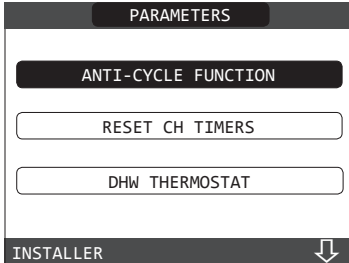 PARAMETERS
ANTI-CYCLE FUNCTION
RESET CH TIMERS
DHW THERMOSTAT
INSTALLER